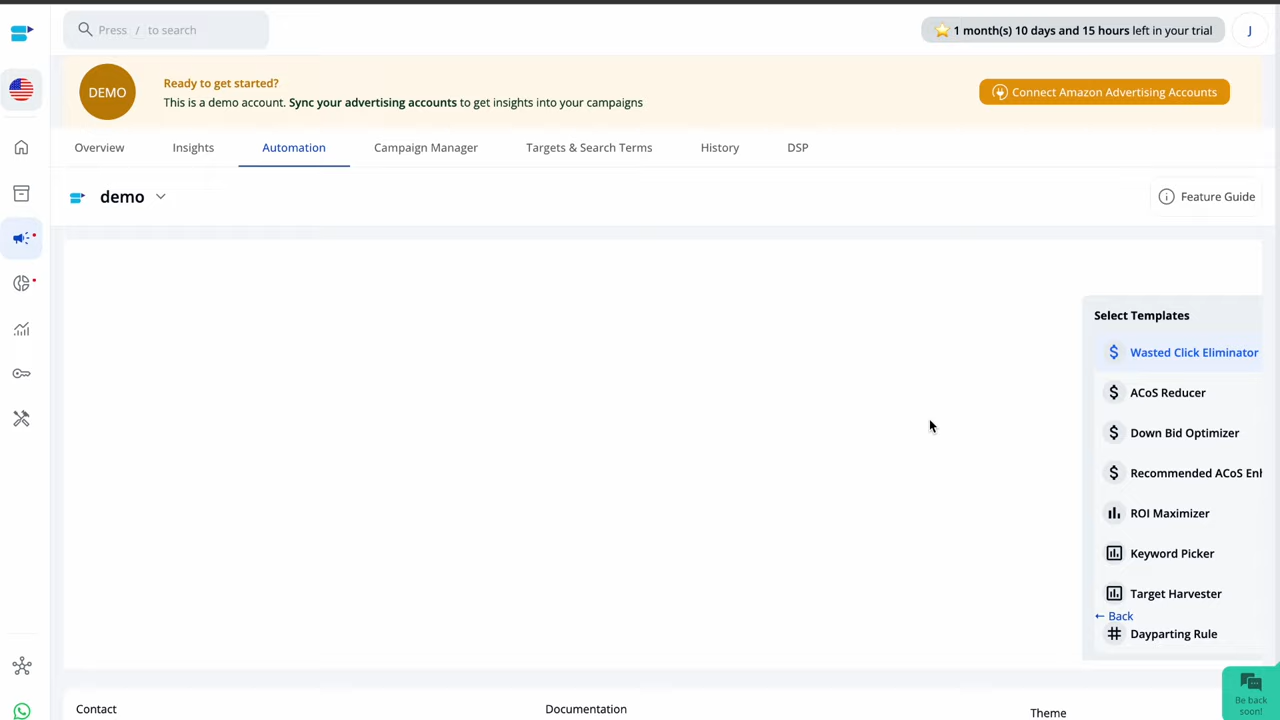 Press / to search
1 month(s) 10 days and 15 hours left in your trial
J
DEMO
Ready to get started?
This is a demo account. Sync your advertising accounts to get insights into your campaigns
Connect Amazon Advertising Accounts
Overview
Insights
Automation
Campaign Manager
Targets & Search Terms
History
DSP
demo
Feature Guide
Select Templates
Wasted Click Eliminator
ACoS Reducer
Down Bid Optimizer
Recommended ACoS Enh
ROI Maximizer
Keyword Picker
Target Harvester
← Back
Dayparting Rule
Be back
soon!
Contact
Documentation
Theme